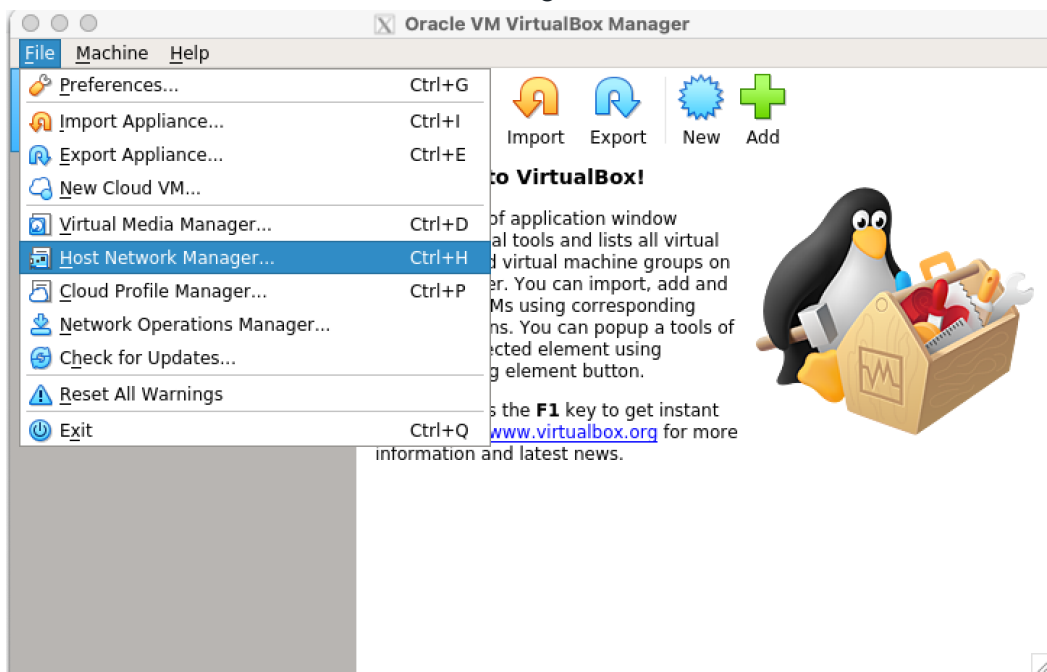 Oracle VM VirtualBox Manager
File Machine Help
Preferences... Ctrl+G
Import Appliance... Ctrl+I
Export Appliance... Ctrl+E
New Cloud VM...
Virtual Media Manager... Ctrl+D
Host Network Manager... Ctrl+H
Cloud Profile Manager... Ctrl+P
Network Operations Manager...
Check for Updates...
Reset All Warnings
Exit Ctrl+Q
Import Export New Add
to VirtualBox!
of application window
al tools and lists all virtual
virtual machine groups on
er. You can import, add and
Ms using corresponding
ns. You can popup a tools of
ected element using
element button.
the F1 key to get instant
www.virtualbox.org for more
information and latest news.